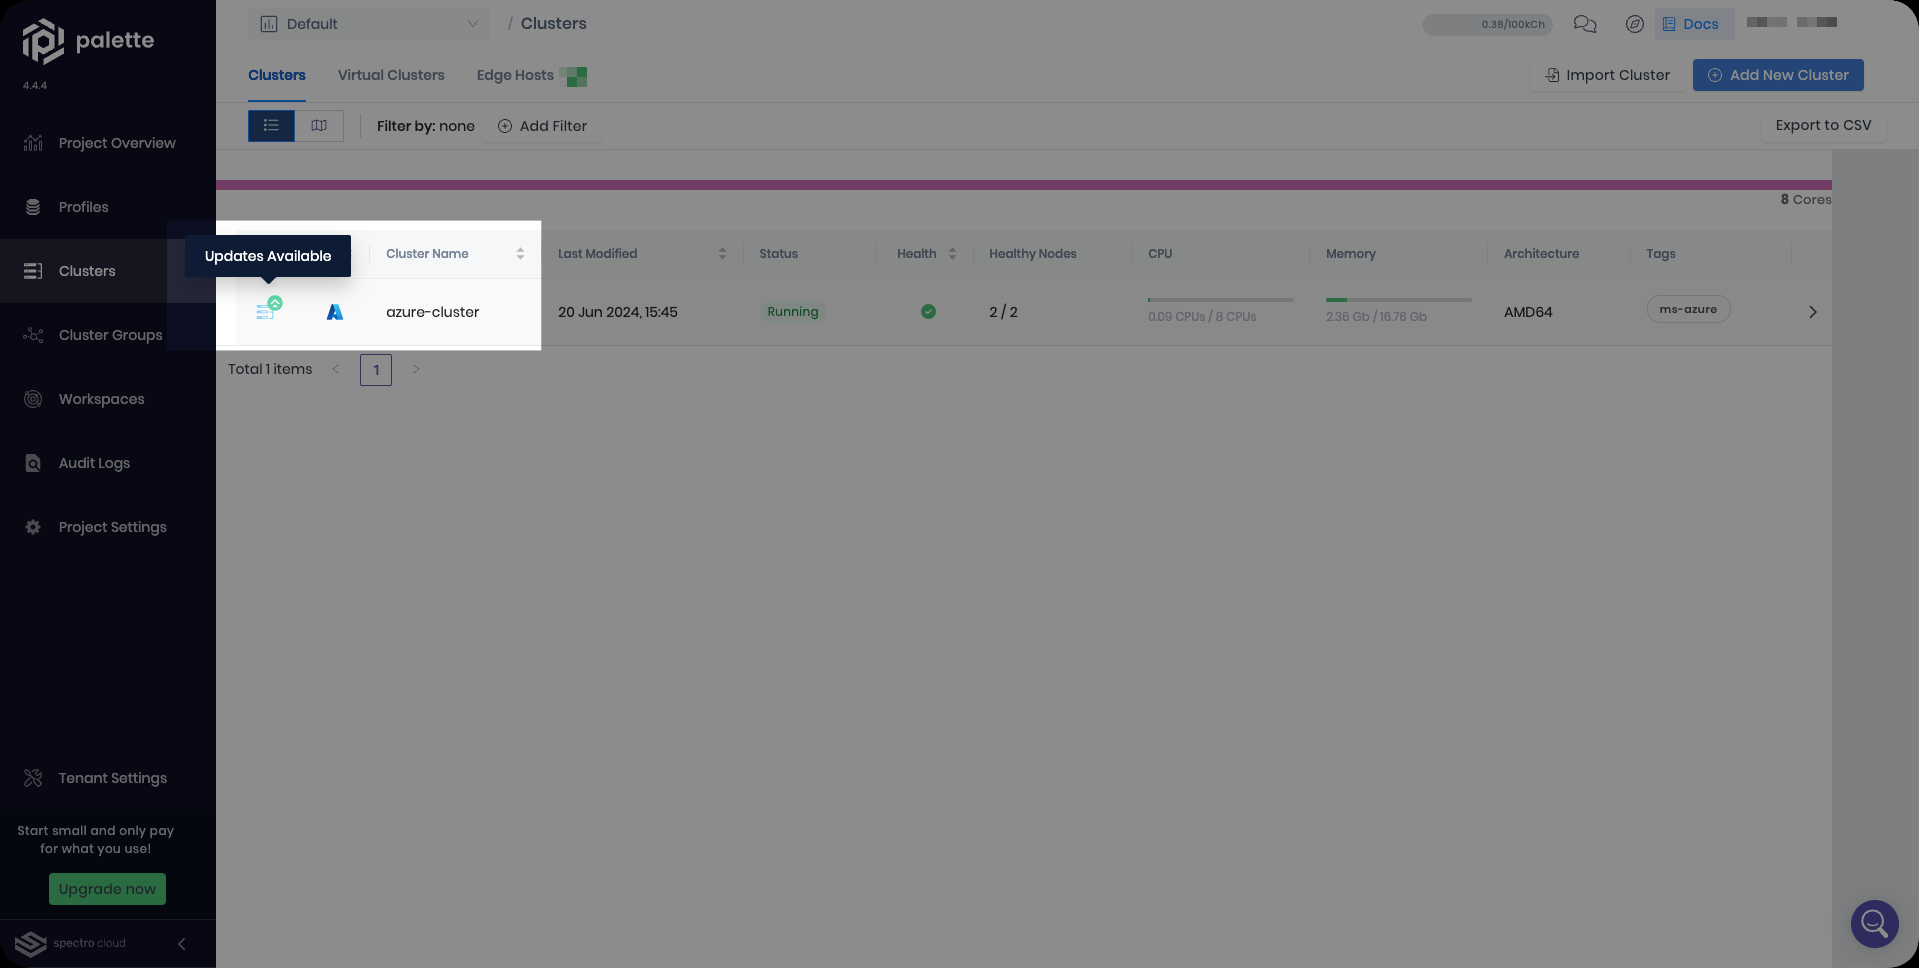 palette
4.4.4
Project Overview
Profiles
Clusters
Cluster Groups
Workspaces
Audit Logs
Project Settings
Tenant Settings
Start small and only pay
for what you use!
Upgrade now
spectro cloud
Default / Clusters
0.38/100kCh
Docs
Clusters Virtual Clusters Edge Hosts
Import Cluster Add New Cluster
Filter by: none Add Filter
Export to CSV
8 Cores
Updates Available
Cluster Name Last Modified Status Health Healthy Nodes CPU Memory Architecture Tags
azure-cluster 20 Jun 2024, 15:45 Running 2 / 2 0.09 CPUs / 8 CPUs 2.36 Gb / 16.76 Gb AMD64 ms-azure
Total 1 items 1